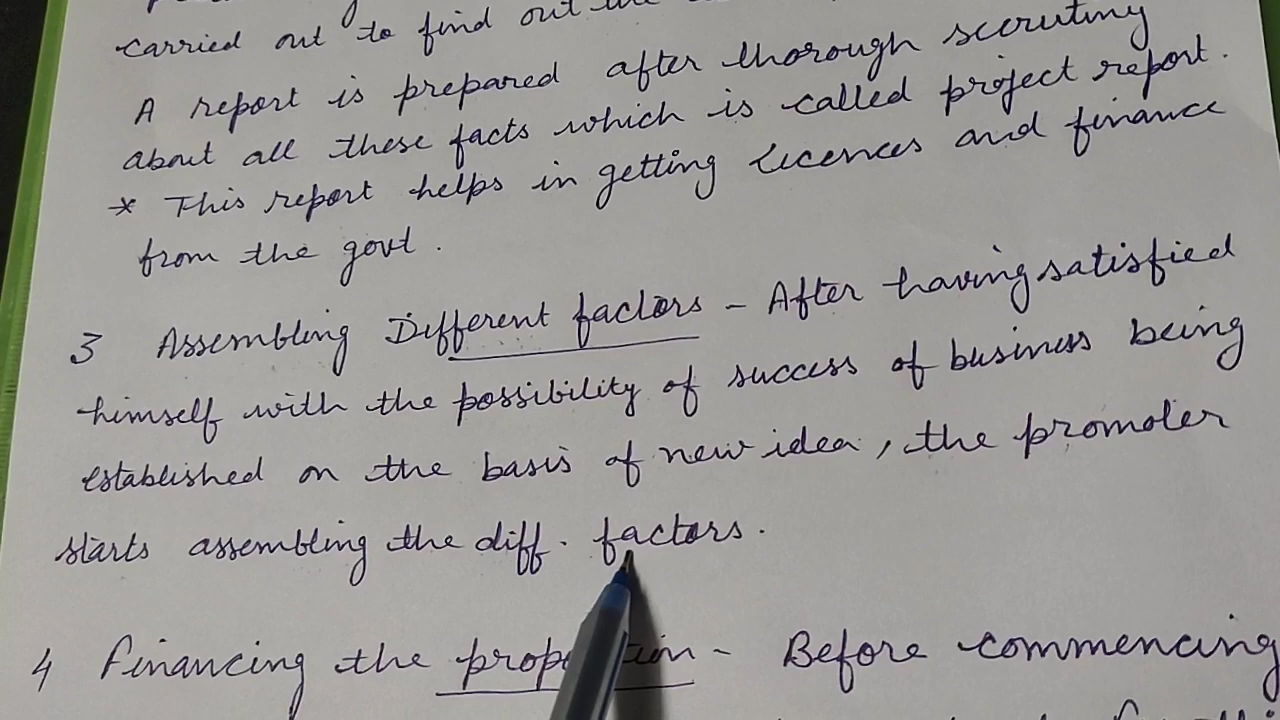 carried out to find out the
A report is prepared after thorough sccrutiny
about all these facts which is called project report.
* This report helps in getting licences and finance
from the govt.
3 Assembling Different factors - After having satisfied
himself with the possibility of success of business being
established on the basis of new idea, the promoter
starts assembling the diff. factors.
4 Financing the - Before commencing